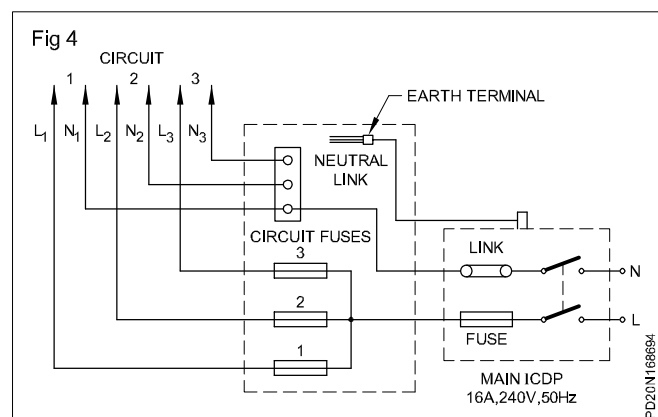 Fig 4
CIRCUIT
1 2 3
L1 N1 L2 N2 L3 N3
EARTH TERMINAL
NEUTRAL
LINK
CIRCUIT FUSES
3
2
1
LINK
N
L
FUSE
MAIN ICDP
16A,240V,50Hz
PD20N168694